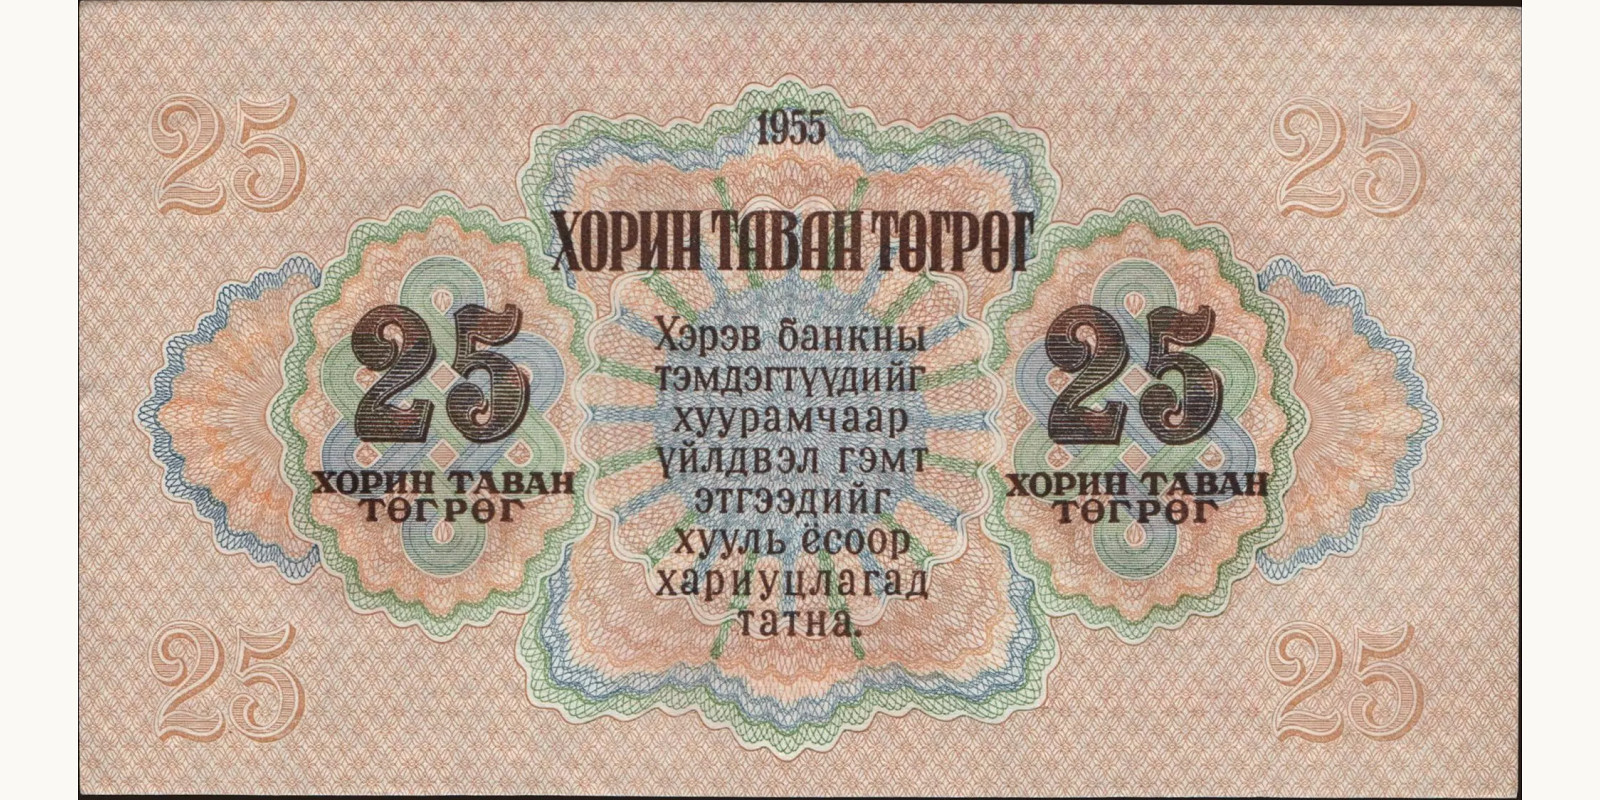 25
25
1955
ХОРИН ТАВАН ТӨГРӨГ
25
ХОРИН ТАВАН
ТӨГРӨГ
Хэрэв банкны
тэмдэгтүүдийг
хуурамчаар
үйлдвэл гэмт
этгээдийг
хууль ёсоор
хариуцлагад
татна.
25
ХОРИН ТАВАН
ТӨГРӨГ
25
25